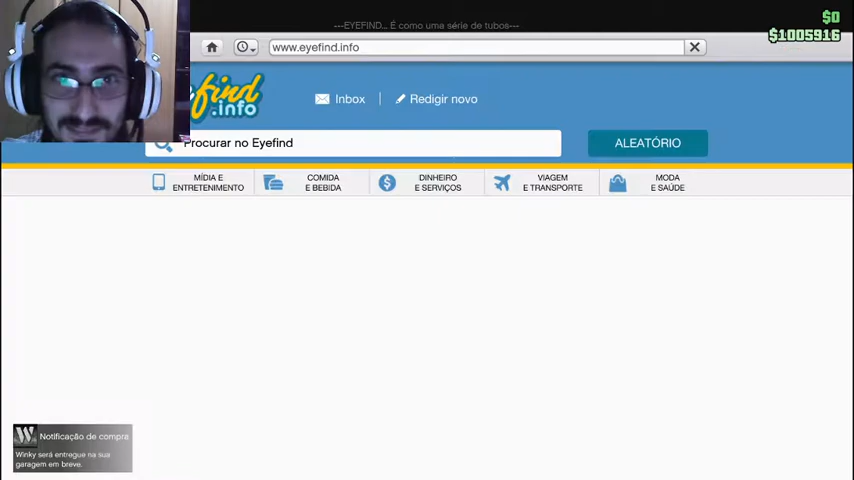 ---EYEFIND... É como uma série de tubos---
$0
$1005916
www.eyefind.info
find
.info
Inbox
Redigir novo
Procurar no Eyefind
ALEATÓRIO
MÍDIA E
ENTRETENIMENTO
COMIDA
E BEBIDA
DINHEIRO
E SERVIÇOS
VIAGEM
E TRANSPORTE
MODA
E SAÚDE
W
Notificação de compra
Winky será entregue na sua
garagem em breve.